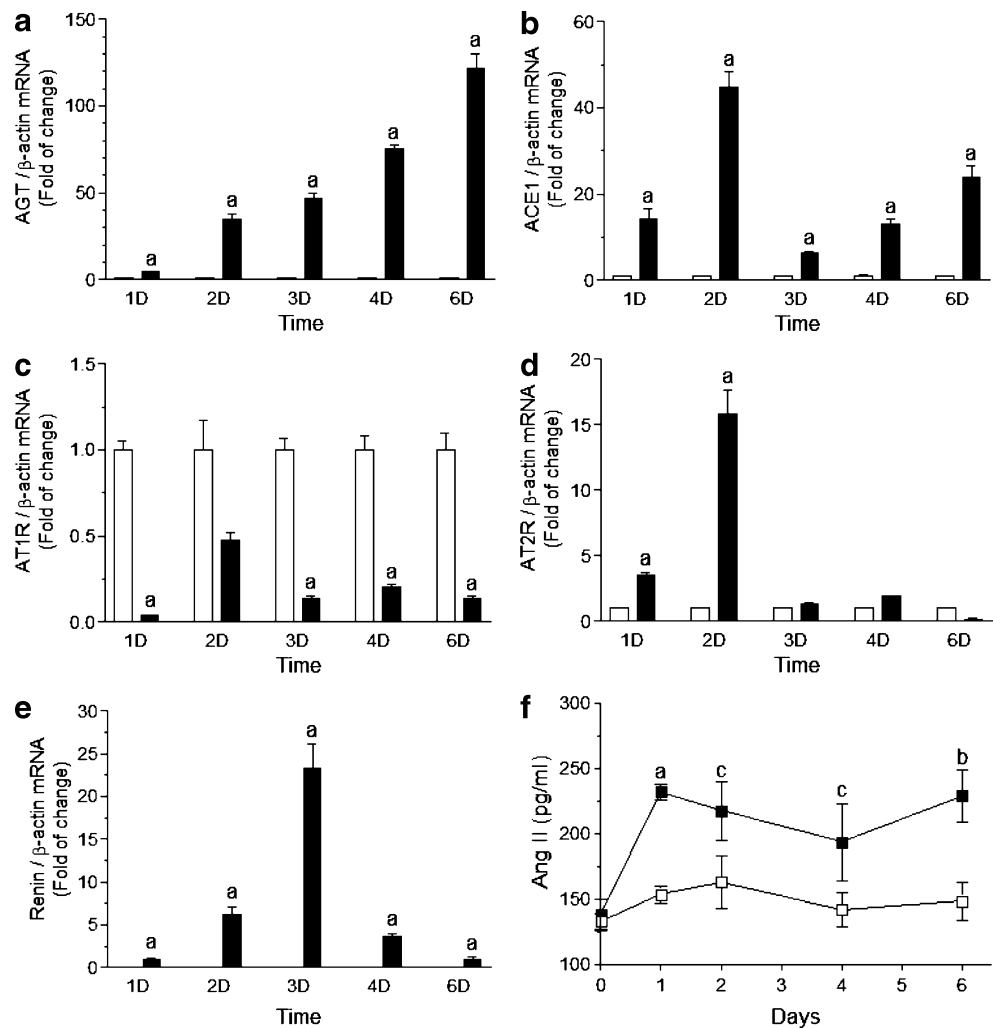 a
AGT / β-actin mRNA
(Fold of change)
150
100
50
0
a
a
a
a
a
1D
2D
3D
4D
6D
Time
b
ACE1 / β-actin mRNA
(Fold of change)
60
40
20
0
a
a
a
a
a
1D
2D
3D
4D
6D
Time
c
AT1R / β-actin mRNA
(Fold of change)
1.5
1.0
0.5
0.0
a
a
a
a
1D
2D
3D
4D
6D
Time
d
AT2R / β-actin mRNA
(Fold of change)
20
15
10
5
0
a
a
1D
2D
3D
4D
6D
Time
e
Renin / β-actin mRNA
(Fold of change)
30
25
20
15
10
5
0
a
a
a
a
a
1D
2D
3D
4D
6D
Time
f
Ang II (pg/ml)
300
250
200
150
100
a
c
c
b
0
1
2
3
4
5
6
Days